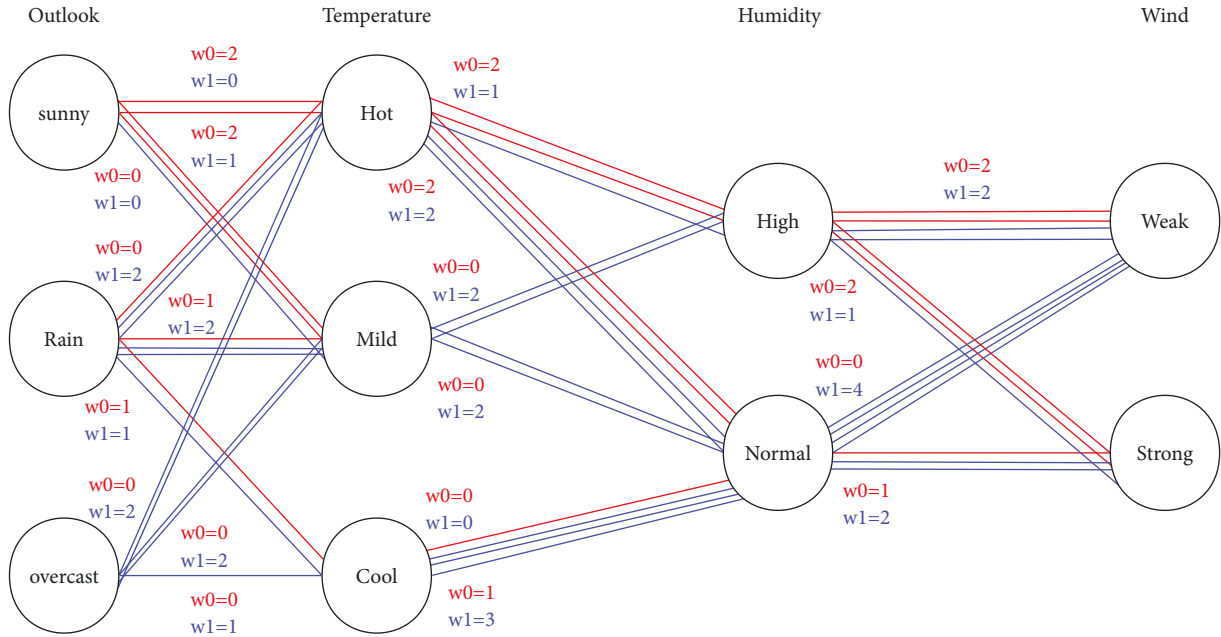 Outlook
Temperature
Humidity
Wind
sunny
Rain
overcast
w0=2
w1=0
w0=2
w1=1
w0=0
w1=0
w0=0
w1=2
w0=1
w1=2
w0=1
w1=1
w0=0
w1=2
w0=0
w1=2
w0=0
w1=1
Hot
Mild
Cool
w0=2
w1=1
w0=2
w1=2
w0=0
w1=2
w0=0
w1=2
w0=0
w1=0
w0=1
w1=3
High
Normal
w0=2
w1=2
w0=2
w1=1
w0=0
w1=4
w0=1
w1=2
Weak
Strong